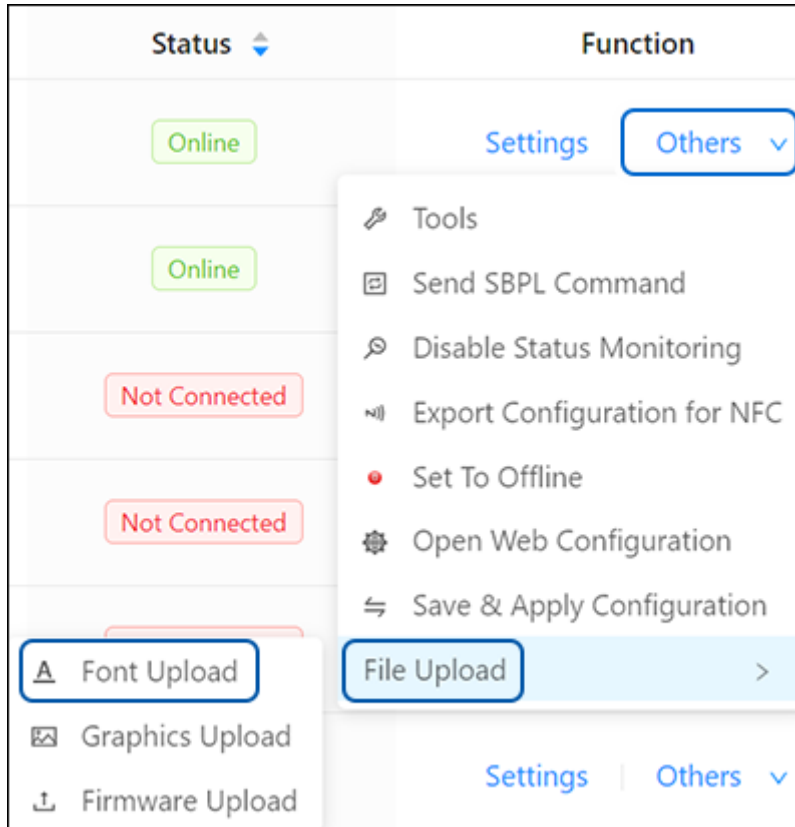 Status Function
Online Settings Others
Tools
Online Send SBPL Command
Disable Status Monitoring
Not Connected Export Configuration for NFC
Set To Offline
Not Connected
Open Web Configuration
Save & Apply Configuration
Font Upload File Upload
Graphics Upload
Settings Others
Firmware Upload